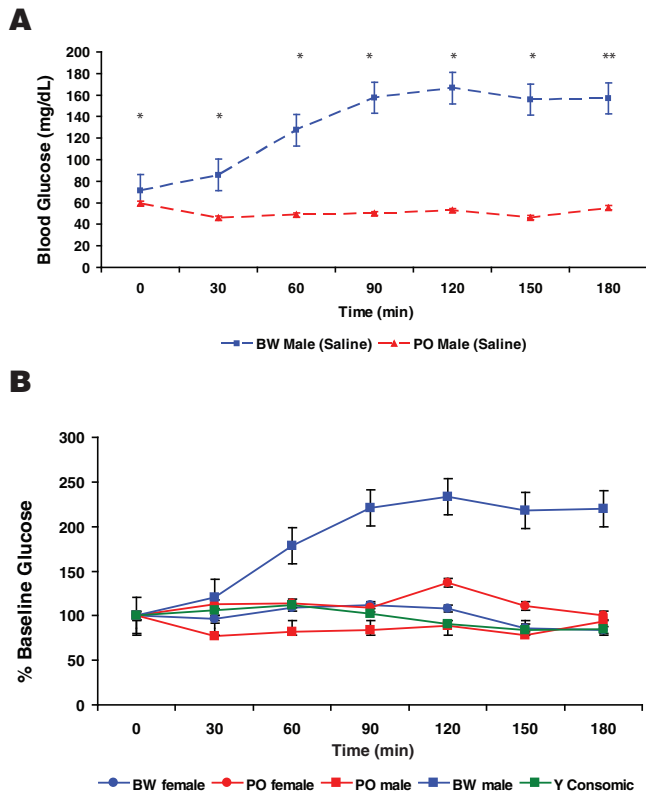 A
* * * * * * **
Blood Glucose (mg/dL)
200
180
160
140
120
100
80
60
40
20
0
0 30 60 90 120 150 180
Time (min)
BW Male (Saline) PO Male (Saline)
B
% Baseline Glucose
300
250
200
150
100
50
0
0 30 60 90 120 150 180
Time (min)
BW female PO female PO male BW male Y Consomic